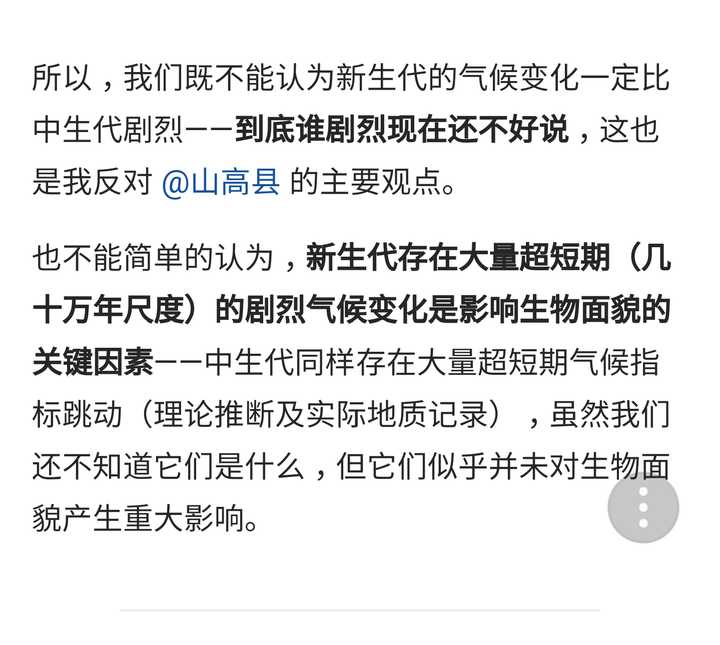 所以，我们既不能认为新生代的气候变化一定比
中生代剧烈——到底谁剧烈现在还不好说，这也
是我反对 @山高县 的主要观点。
也不能简单的认为，新生代存在大量超短期（几
十万年尺度）的剧烈气候变化是影响生物面貌的
关键因素——中生代同样存在大量超短期气候指
标跳动（理论推断及实际地质记录），虽然我们
还不知道它们是什么，但它们似乎并未对生物面
貌产生重大影响。